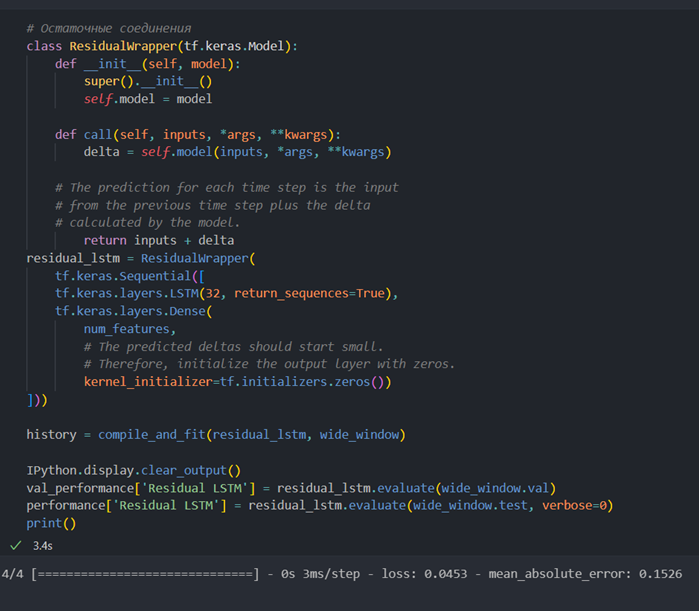 # Остаточные соединения
class ResidualWrapper(tf.keras.Model):
    def __init__(self, model):
        super().__init__()
        self.model = model

    def call(self, inputs, *args, **kwargs):
        delta = self.model(inputs, *args, **kwargs)

    # The prediction for each time step is the input
    # from the previous time step plus the delta
    # calculated by the model.
        return inputs + delta
residual_lstm = ResidualWrapper(
    tf.keras.Sequential([
    tf.keras.layers.LSTM(32, return_sequences=True),
    tf.keras.layers.Dense(
        num_features,
        # The predicted deltas should start small.
        # Therefore, initialize the output layer with zeros.
        kernel_initializer=tf.initializers.zeros())
]))

history = compile_and_fit(residual_lstm, wide_window)

IPython.display.clear_output()
val_performance['Residual LSTM'] = residual_lstm.evaluate(wide_window.val)
performance['Residual LSTM'] = residual_lstm.evaluate(wide_window.test, verbose=0)
print()
✓ 3.4s
4/4 [==============================] - 0s 3ms/step - loss: 0.0453 - mean_absolute_error: 0.1526